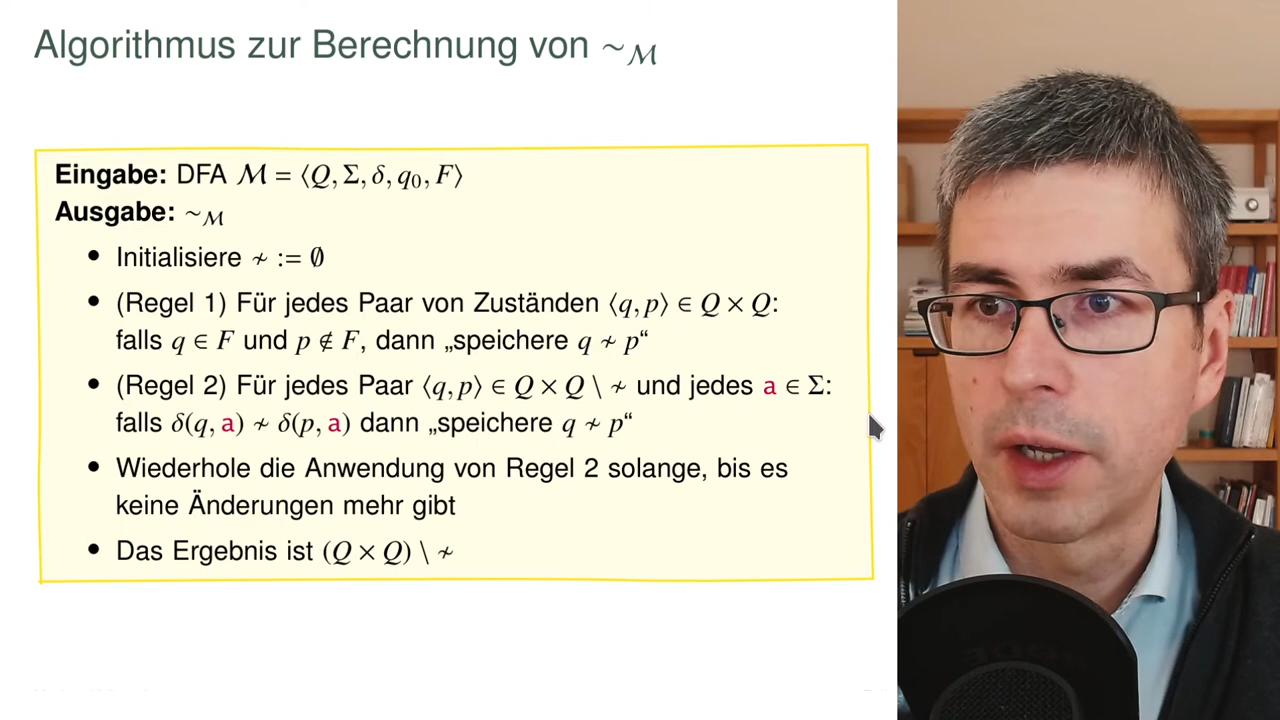 Algorithmus zur Berechnung von ∼ℳ
Eingabe: DFA ℳ = ⟨Q, Σ, δ, q₀, F⟩
Ausgabe: ∼ℳ
• Initialisiere ≁ := ∅
• (Regel 1) Für jedes Paar von Zuständen ⟨q, p⟩ ∈ Q × Q:
falls q ∈ F und p ∉ F, dann „speichere q ≁ p“
• (Regel 2) Für jedes Paar ⟨q, p⟩ ∈ Q × Q \ ≁ und jedes a ∈ Σ:
falls δ(q, a) ≁ δ(p, a) dann „speichere q ≁ p“
• Wiederhole die Anwendung von Regel 2 solange, bis es
keine Änderungen mehr gibt
• Das Ergebnis ist (Q × Q) \ ≁